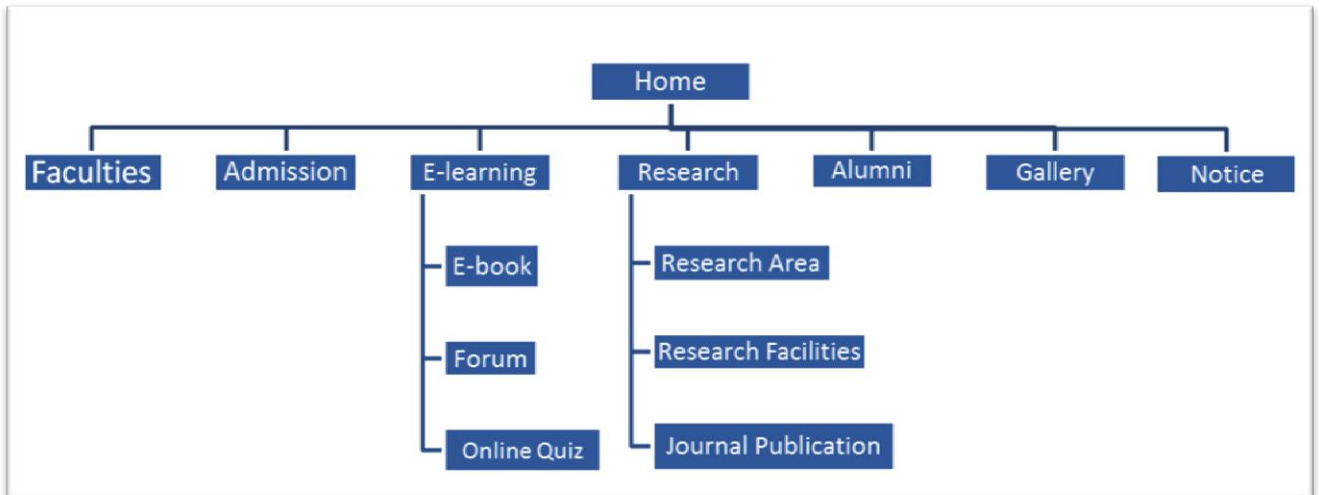 Home
Faculties
Admission
E-learning
Research
Alumni
Gallery
Notice
E-book
Forum
Online Quiz
Research Area
Research Facilities
Journal Publication